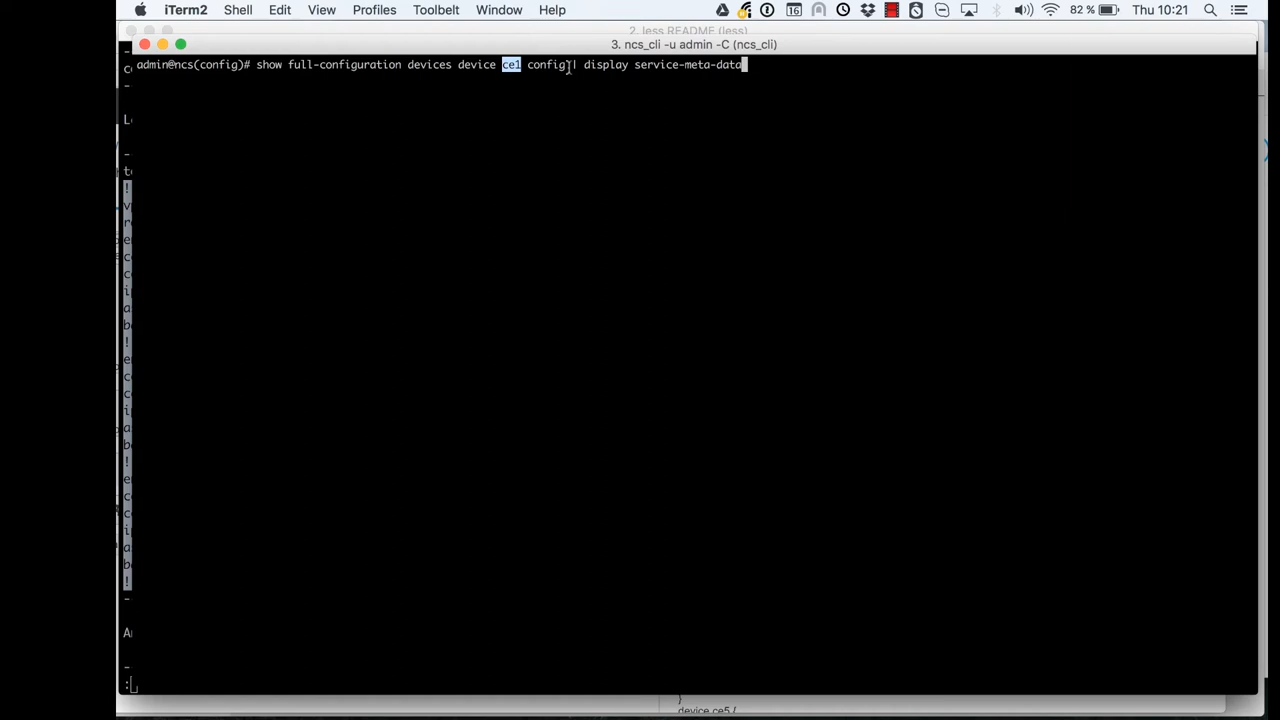 iTerm2 Shell Edit View Profiles Toolbelt Window Help 16 82 % Thu 10:21
2. less README (less)
3. ncs_cli -u admin -C (ncs_cli)
admin@ncs(config)# show full-configuration devices device ce1 config | display service-meta-data
:
}
device ce5 {